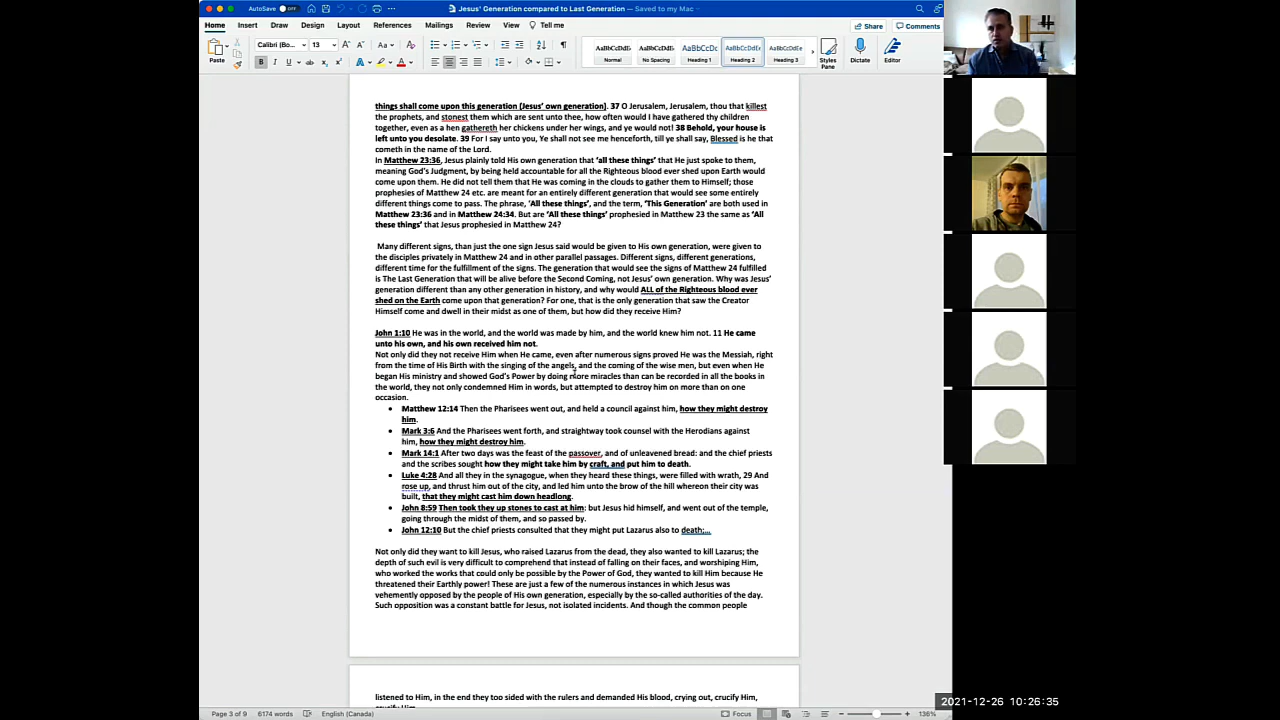 AutoSave OFF
Jesus' Generation compared to Last Generation — Saved to my Mac
Home Insert Draw Design Layout References Mailings Review View Tell me
Share Comments
Paste
Calibri (Bo... 13
AaBbCcDdEe AaBbCcDdEe AaBbCcDc AaBbCcDdEe AaBbCcDdEe
Normal No Spacing Heading 1 Heading 2 Heading 3
Styles Pane
Dictate
Editor
things shall come upon this generation (Jesus' own generation). 37 O Jerusalem, Jerusalem, thou that killest
the prophets, and stonest them which are sent unto thee, how often would I have gathered thy children
together, even as a hen gathereth her chickens under her wings, and ye would not! 38 Behold, your house is
left unto you desolate. 39 For I say unto you, Ye shall not see me henceforth, till ye shall say, Blessed is he that
cometh in the name of the Lord.
In Matthew 23:36, Jesus plainly told His own generation that 'all these things' that He just spoke to them,
meaning God's Judgment, by being held accountable for all the Righteous blood ever shed upon Earth would
come upon them. He did not tell them that He was coming in the clouds to gather them to Himself; those
prophesies of Matthew 24 etc. are meant for an entirely different generation that would see some entirely
different things come to pass. The phrase, 'All these things', and the term, 'This Generation' are both used in
Matthew 23:36 and in Matthew 24:34. But are 'All these things' prophesied in Matthew 23 the same as 'All
these things' that Jesus prophesied in Matthew 24?
Many different signs, than just the one sign Jesus said would be given to His own generation, were given to
the disciples privately in Matthew 24 and in other parallel passages. Different signs, different generations,
different time for the fulfillment of the signs. The generation that would see the signs of Matthew 24 fulfilled
is The Last Generation that will be alive before the Second Coming, not Jesus' own generation. Why was Jesus'
generation different than any other generation in history, and why would ALL of the Righteous blood ever
shed on the Earth come upon that generation? For one, that is the only generation that saw the Creator
Himself come and dwell in their midst as one of them, but how did they receive Him?
John 1:10 He was in the world, and the world was made by him, and the world knew him not. 11 He came
unto his own, and his own received him not.
Not only did they not receive Him when He came, even after numerous signs proved He was the Messiah, right
from the time of His Birth with the singing of the angels, and the coming of the wise men, but even when He
began His ministry and showed God's Power by doing more miracles than can be recorded in all the books in
the world, they not only condemned Him in words, but attempted to destroy him on more than on one
occasion.
• Matthew 12:14 Then the Pharisees went out, and held a council against him, how they might destroy
him.
• Mark 3:6 And the Pharisees went forth, and straightway took counsel with the Herodians against
him, how they might destroy him.
• Mark 14:1 After two days was the feast of the passover, and of unleavened bread: and the chief priests
and the scribes sought how they might take him by craft, and put him to death.
• Luke 4:28 And all they in the synagogue, when they heard these things, were filled with wrath, 29 And
rose up, and thrust him out of the city, and led him unto the brow of the hill whereon their city was
built, that they might cast him down headlong.
• John 8:59 Then took they up stones to cast at him: but Jesus hid himself, and went out of the temple,
going through the midst of them, and so passed by.
• John 12:10 But the chief priests consulted that they might put Lazarus also to death;...
Not only did they want to kill Jesus, who raised Lazarus from the dead, they also wanted to kill Lazarus; the
depth of such evil is very difficult to comprehend that instead of falling on their faces, and worshiping Him,
who worked the works that could only be possible by the Power of God, they wanted to kill Him because He
threatened their Earthly power! These are just a few of the numerous instances in which Jesus was
vehemently opposed by the people of His own generation, especially by the so-called authorities of the day.
Such opposition was a constant battle for Jesus, not isolated incidents. And though the common people
listened to Him, in the end they too sided with the rulers and demanded His blood, crying out, crucify Him,
crucify Him
Page 3 of 9 6174 words English (Canada) Focus 136%
2021-12-26 10:26:35